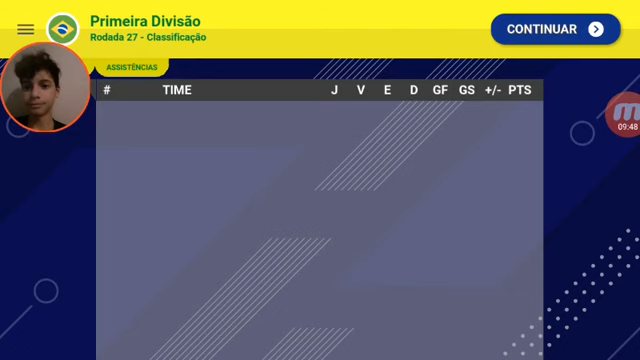 Primeira Divisão
Rodada 27 - Classificação
CONTINUAR
ASSISTÊNCIAS
# TIME J V E D GF GS +/- PTS
09:48